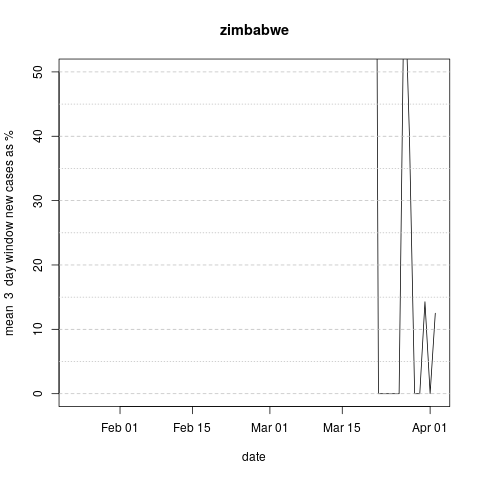 zimbabwe
mean 3 day window new cases as %
50
40
30
20
10
0
Feb 01
Feb 15
Mar 01
Mar 15
Apr 01
date